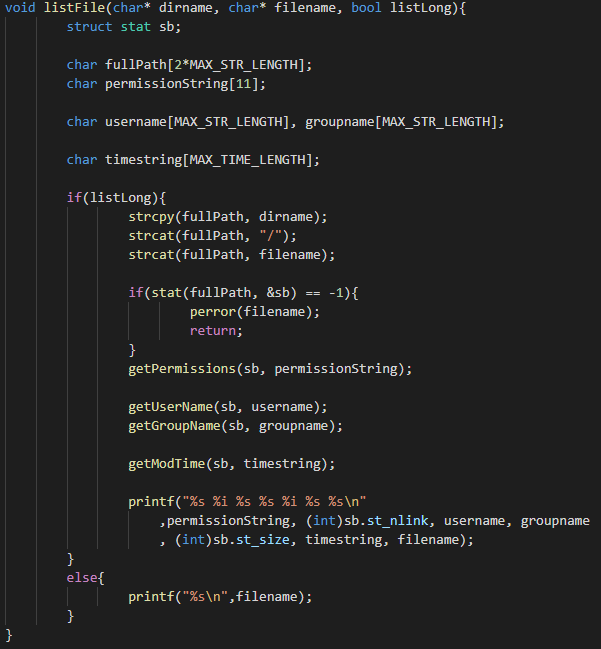 void listFile(char* dirname, char* filename, bool listLong){
struct stat sb;
char fullPath[2*MAX_STR_LENGTH];
char permissionString[11];
char username[MAX_STR_LENGTH], groupname[MAX_STR_LENGTH];
char timestring[MAX_TIME_LENGTH];
if(listLong){
strcpy(fullPath, dirname);
strcat(fullPath, "/");
strcat(fullPath, filename);
if(stat(fullPath, &sb) == -1){
perror(filename);
return;
}
getPermissions(sb, permissionString);
getUserName(sb, username);
getGroupName(sb, groupname);
getModTime(sb, timestring);
printf("%s %i %s %s %i %s %s\n"
,permissionString, (int)sb.st_nlink, username, groupname
, (int)sb.st_size, timestring, filename);
}
else{
printf("%s\n",filename);
}
}